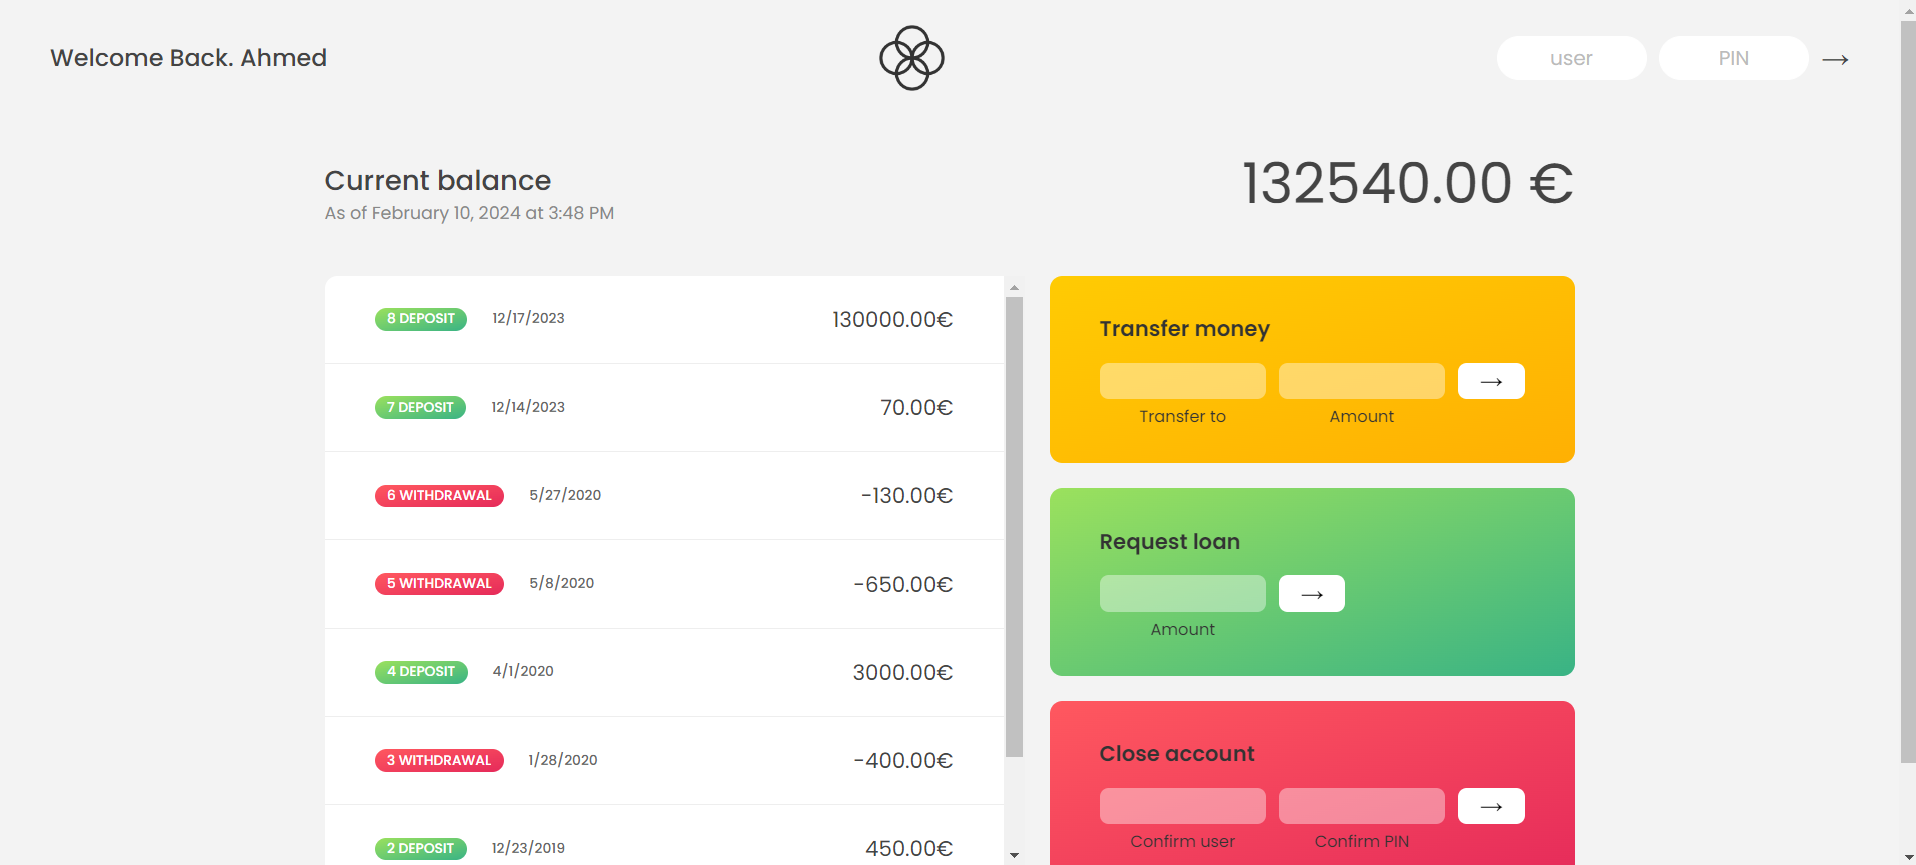 Welcome Back. Ahmed
user
PIN
→
Current balance
As of February 10, 2024 at 3:48 PM
132540.00 €
8 DEPOSIT 12/17/2023 130000.00€
7 DEPOSIT 12/14/2023 70.00€
6 WITHDRAWAL 5/27/2020 -130.00€
5 WITHDRAWAL 5/8/2020 -650.00€
4 DEPOSIT 4/1/2020 3000.00€
3 WITHDRAWAL 1/28/2020 -400.00€
2 DEPOSIT 12/23/2019 450.00€
Transfer money
→
Transfer to Amount
Request loan
→
Amount
Close account
→
Confirm user Confirm PIN